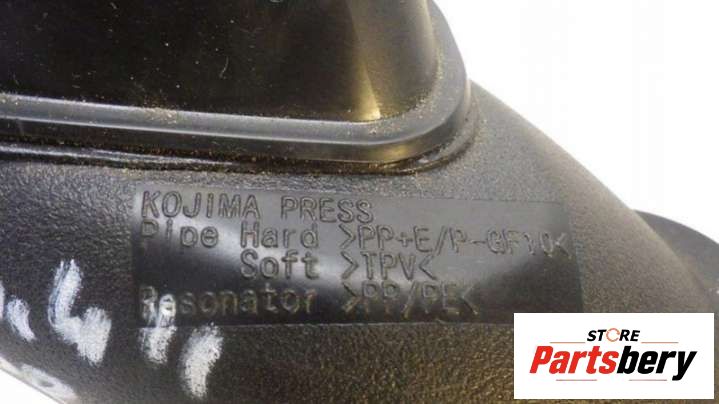 KOJIMA PRESS
Pipe Hard >PP+E/P-GF10<
Soft >TPV<
Resonator >PP/PE<
STORE
Partsbery